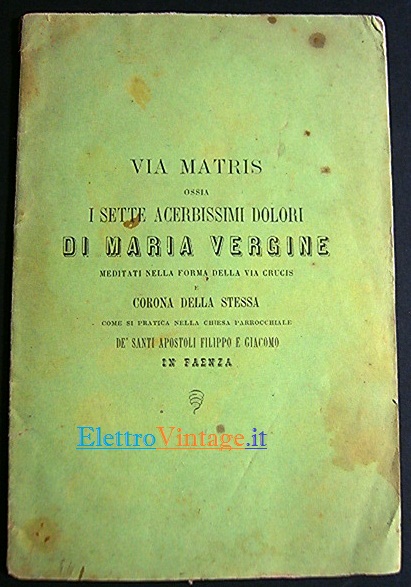 VIA MATRIS
OSSIA
I SETTE ACERBISSIMI DOLORI
DI MARIA VERGINE
MEDITATI NELLA FORMA DELLA VIA CRUCIS
E
CORONA DELLA STESSA
COME SI PRATICA NELLA CHIESA PARROCCHIALE
DE' SANTI APOSTOLI FILIPPO E GIACOMO
IN FAENZA
ElettroVintage.it